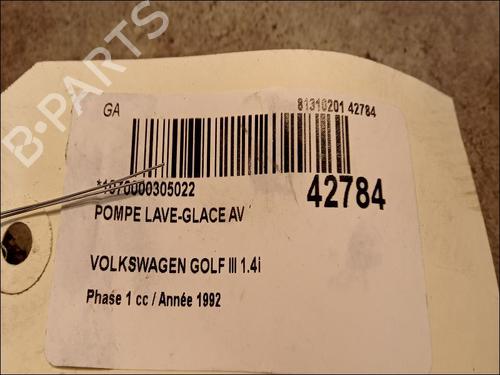 B-PARTS
GA
81310201 42784
*1070000305022
42784
POMPE LAVE-GLACE AV
VOLKSWAGEN GOLF III 1.4i
Phase 1 cc / Année 1992